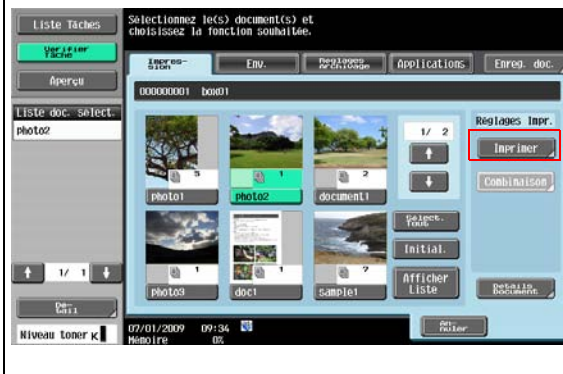 Liste Tâches
Vérifier
Tâche
Aperçu
Liste doc. sélect.
photo2
1/ 1
Dé-
tail
Niveau toner K
Sélectionnez le(s) document(s) et
choisissez la fonction souhaitée.
Impres-
sion
Env.
Réglages
Archivage
Applications
Enreg. doc.
000000001 box01
5
photo1
1
photo2
2
document1
1
photo3
1
doc1
7
sample1
1/ 2
Sélect.
Tout
Initial.
Afficher
Liste
Réglages Impr.
Imprimer
Combinaison
Détails
Document
07/01/2009 09:34
Mémoire 0%
An-
nuler